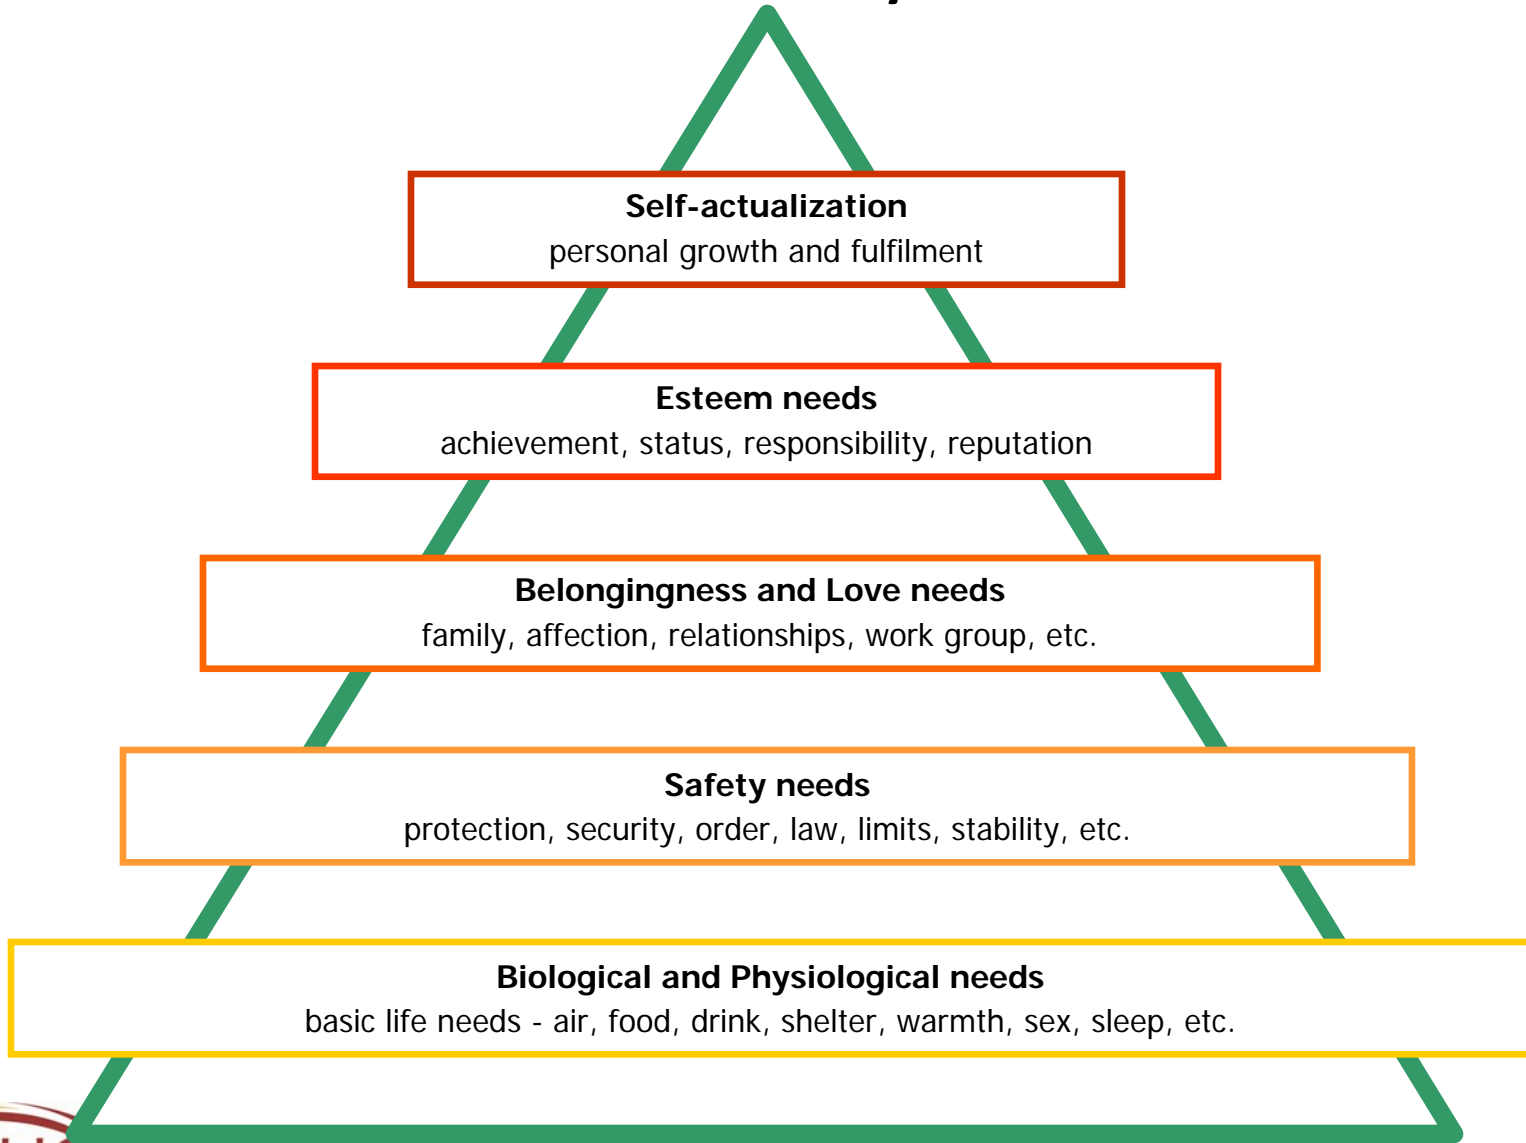 Self-actualization
personal growth and fulfilment
Esteem needs
achievement, status, responsibility, reputation
Belongingness and Love needs
family, affection, relationships, work group, etc.
Safety needs
protection, security, order, law, limits, stability, etc.
Biological and Physiological needs
basic life needs - air, food, drink, shelter, warmth, sex, sleep, etc.